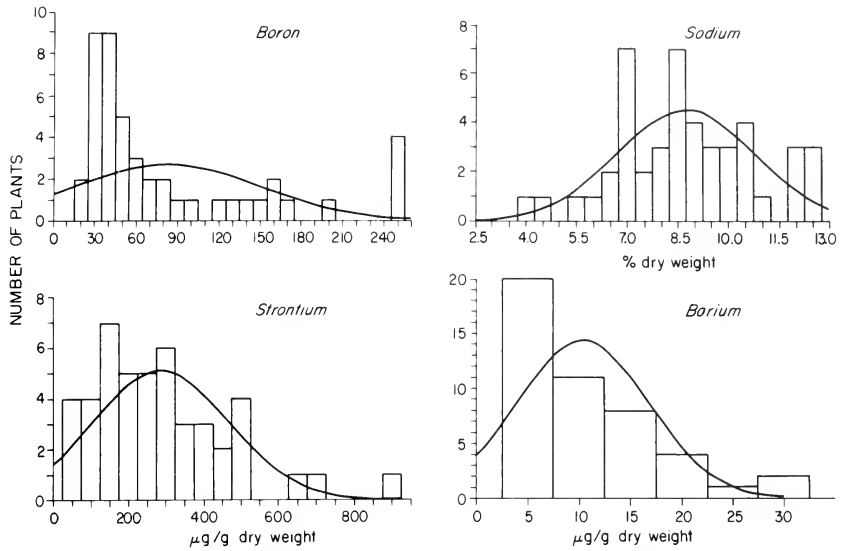 NUMBER OF PLANTS
Boron
10
8
6
4
2
0
0 30 60 90 120 150 180 210 240
Sodium
8
6
4
2
0
2.5 4.0 5.5 7.0 8.5 10.0 11.5 13.0
% dry weight
Strontium
8
6
4
2
0
0 200 400 600 800
µg/g dry weight
Barium
20
15
10
5
0
0 5 10 15 20 25 30
µg/g dry weight